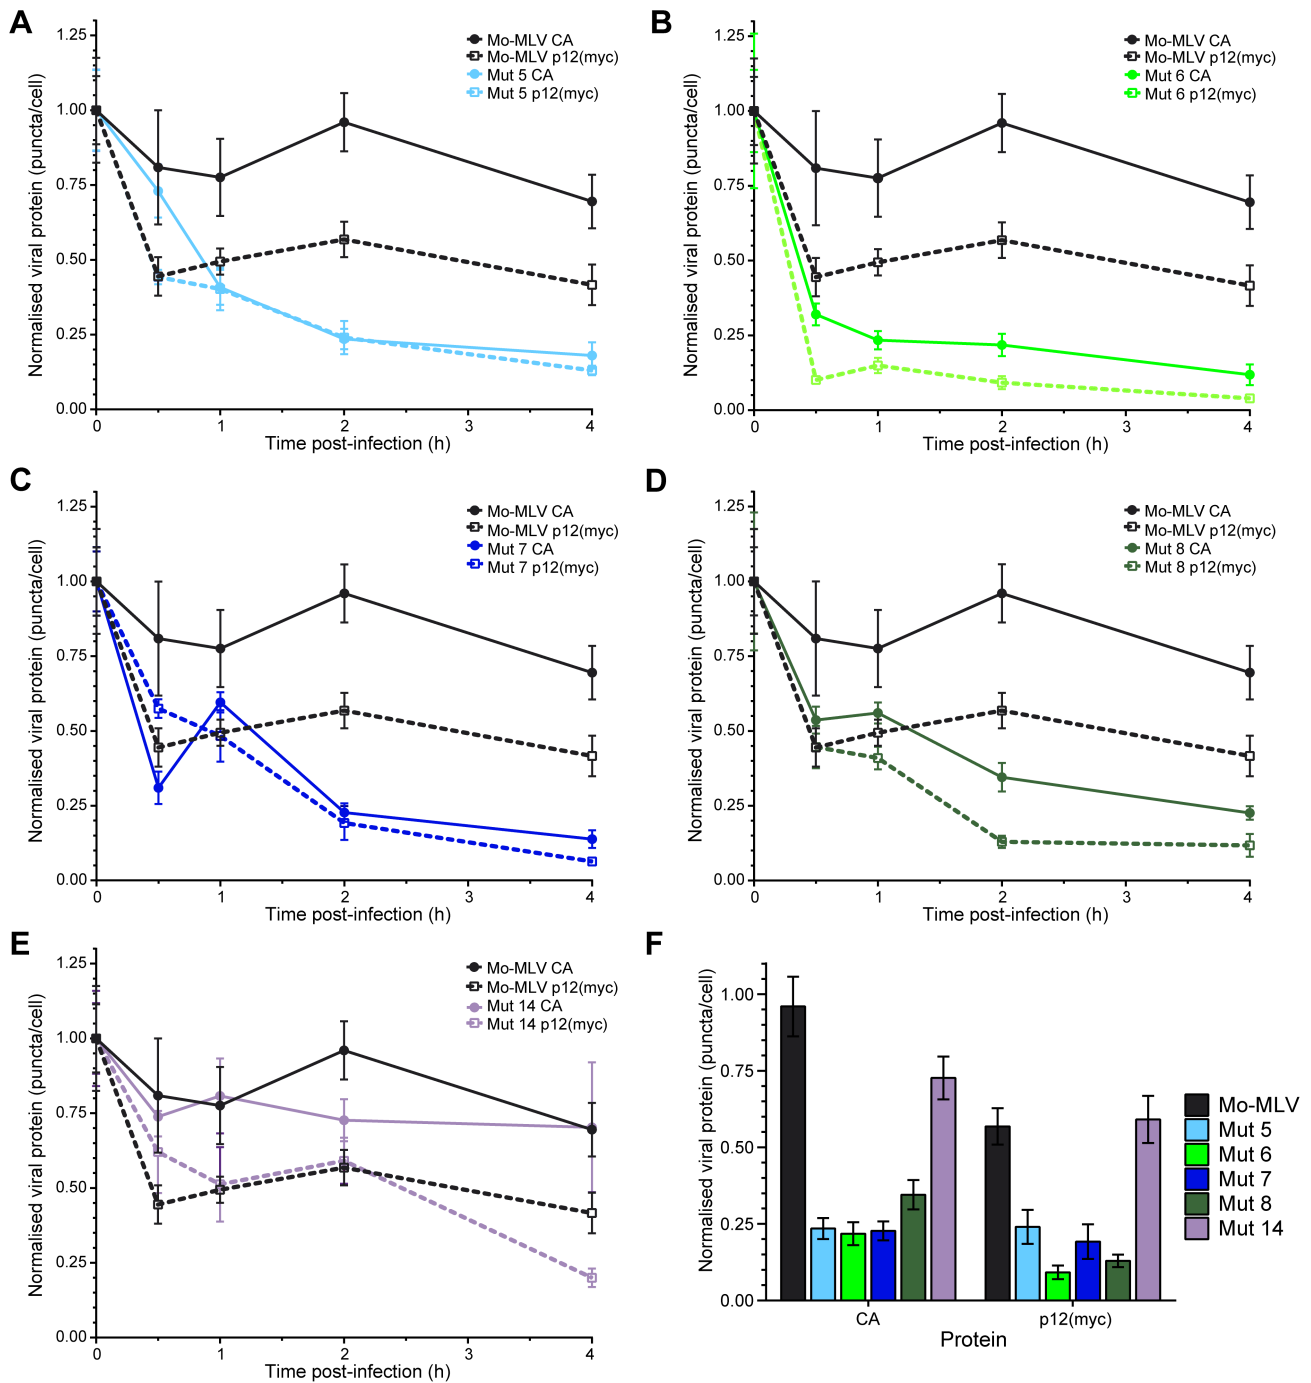 A
Normalised viral protein (puncta/cell)
1.25
1.00
0.75
0.50
0.25
0.00
0 1 2 3 4
Time post-infection (h)
Mo-MLV CA
Mo-MLV p12(myc)
Mut 5 CA
Mut 5 p12(myc)
B
Normalised viral protein (puncta/cell)
1.25
1.00
0.75
0.50
0.25
0.00
0 1 2 3 4
Time post-infection (h)
Mo-MLV CA
Mo-MLV p12(myc)
Mut 6 CA
Mut 6 p12(myc)
C
Normalised viral protein (puncta/cell)
1.25
1.00
0.75
0.50
0.25
0.00
0 1 2 3 4
Time post-infection (h)
Mo-MLV CA
Mo-MLV p12(myc)
Mut 7 CA
Mut 7 p12(myc)
D
Normalised viral protein (puncta/cell)
1.25
1.00
0.75
0.50
0.25
0.00
0 1 2 3 4
Time post-infection (h)
Mo-MLV CA
Mo-MLV p12(myc)
Mut 8 CA
Mut 8 p12(myc)
E
Normalised viral protein (puncta/cell)
1.25
1.00
0.75
0.50
0.25
0.00
0 1 2 3 4
Time post-infection (h)
Mo-MLV CA
Mo-MLV p12(myc)
Mut 14 CA
Mut 14 p12(myc)
F
Normalised viral protein (puncta/cell)
1.00
0.75
0.50
0.25
0.00
CA p12(myc)
Protein
Mo-MLV
Mut 5
Mut 6
Mut 7
Mut 8
Mut 14